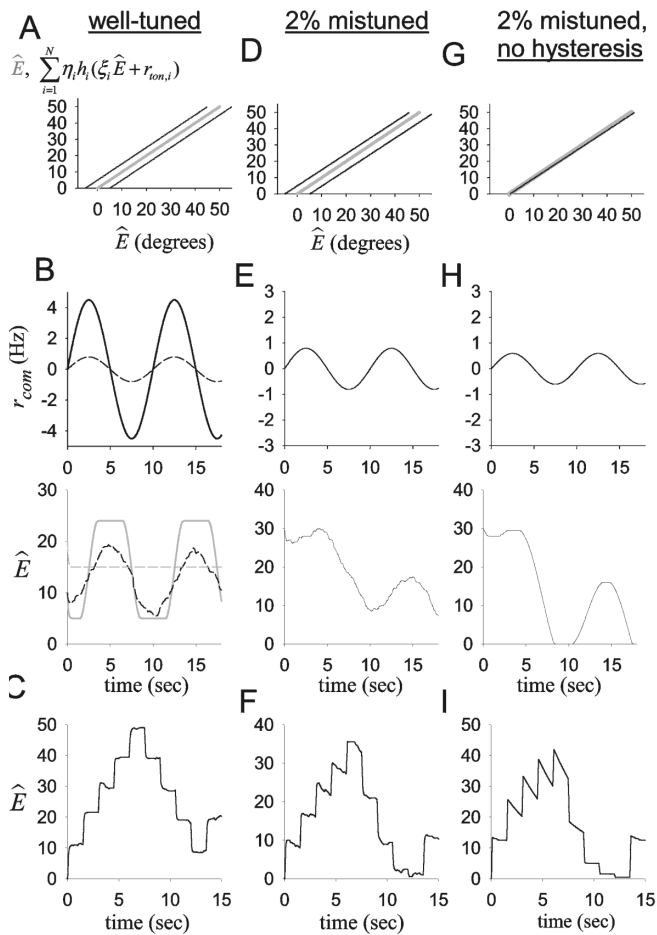 A well-tuned
D 2% mistuned
G 2% mistuned,
no hysteresis
Ê, ∑ᵢ₌₁ᴺ ηᵢhᵢ(ξᵢÊ + r_ton,i)
50
40
30
20
10
0
0 10 20 30 40 50
Ê (degrees)
50
40
30
20
10
0
0 10 20 30 40 50
Ê (degrees)
50
40
30
20
10
0
0 10 20 30 40 50
B
r_com (Hz)
4
2
0
-2
-4
0 5 10 15
E
3
2
1
0
-1
-2
-3
0 5 10 15
H
3
2
1
0
-1
-2
-3
0 5 10 15
Ê
30
20
10
0
0 5 10 15
time (sec)
40
30
20
10
0
0 5 10 15
time (sec)
40
30
20
10
0
0 5 10 15
time (sec)
C
Ê
50
40
30
20
10
0
0 5 10 15
time (sec)
F
50
40
30
20
10
0
0 5 10 15
time (sec)
I
50
40
30
20
10
0
0 5 10 15
time (sec)